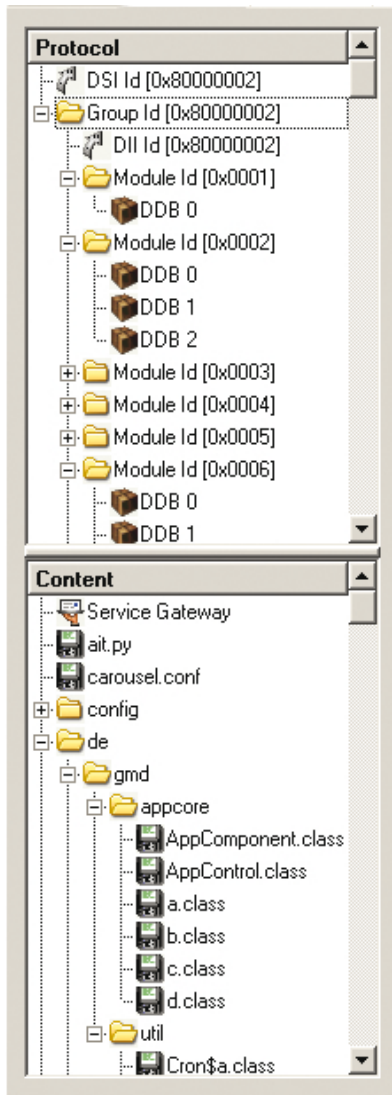 Protocol
DSI Id [0x80000002]
Group Id [0x80000002]
DII Id [0x80000002]
Module Id [0x0001]
DDB 0
Module Id [0x0002]
DDB 0
DDB 1
DDB 2
Module Id [0x0003]
Module Id [0x0004]
Module Id [0x0005]
Module Id [0x0006]
DDB 0
DDB 1
Content
Service Gateway
ait.py
carousel.conf
config
de
gmd
appcore
AppComponent.class
AppControl.class
a.class
b.class
c.class
d.class
util
Cron$a.class